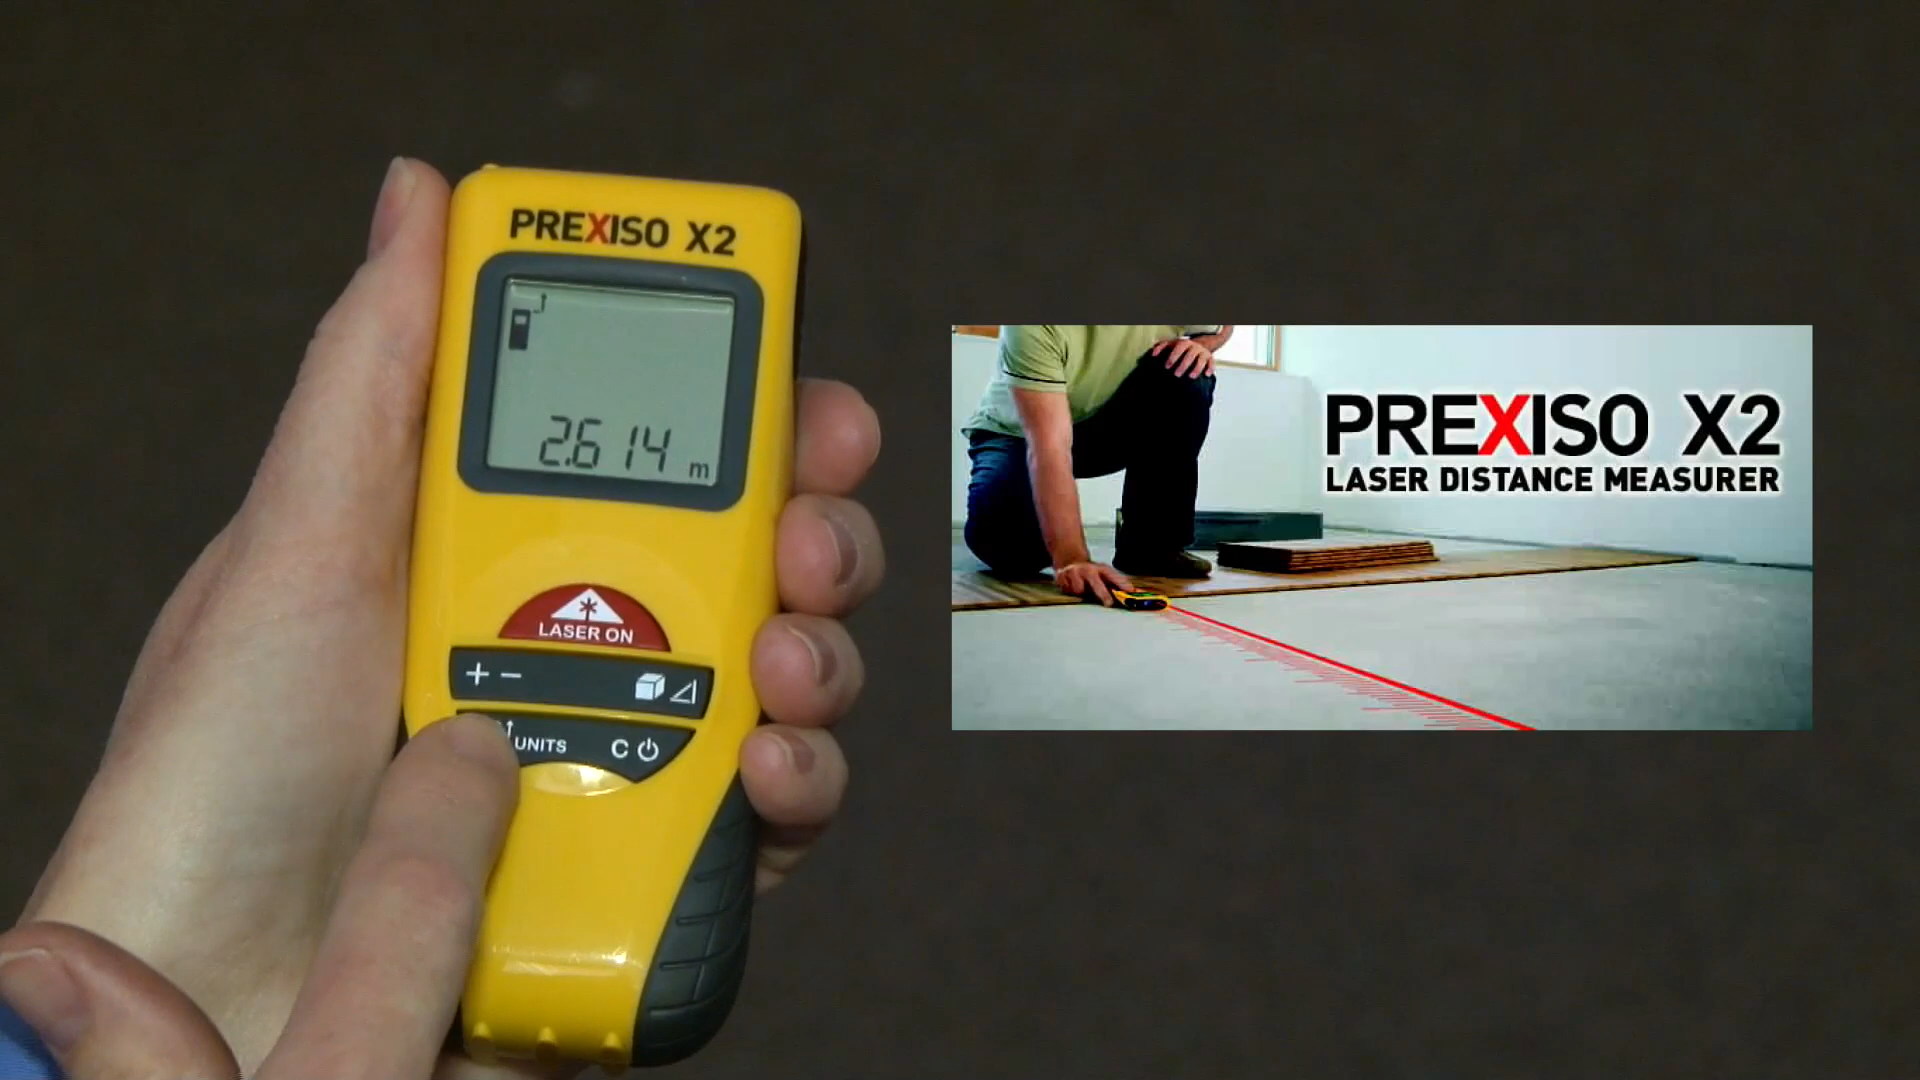 PREXISO X2
2.614 m
LASER ON
+ −
UNITS C
PREXISO X2
LASER DISTANCE MEASURER